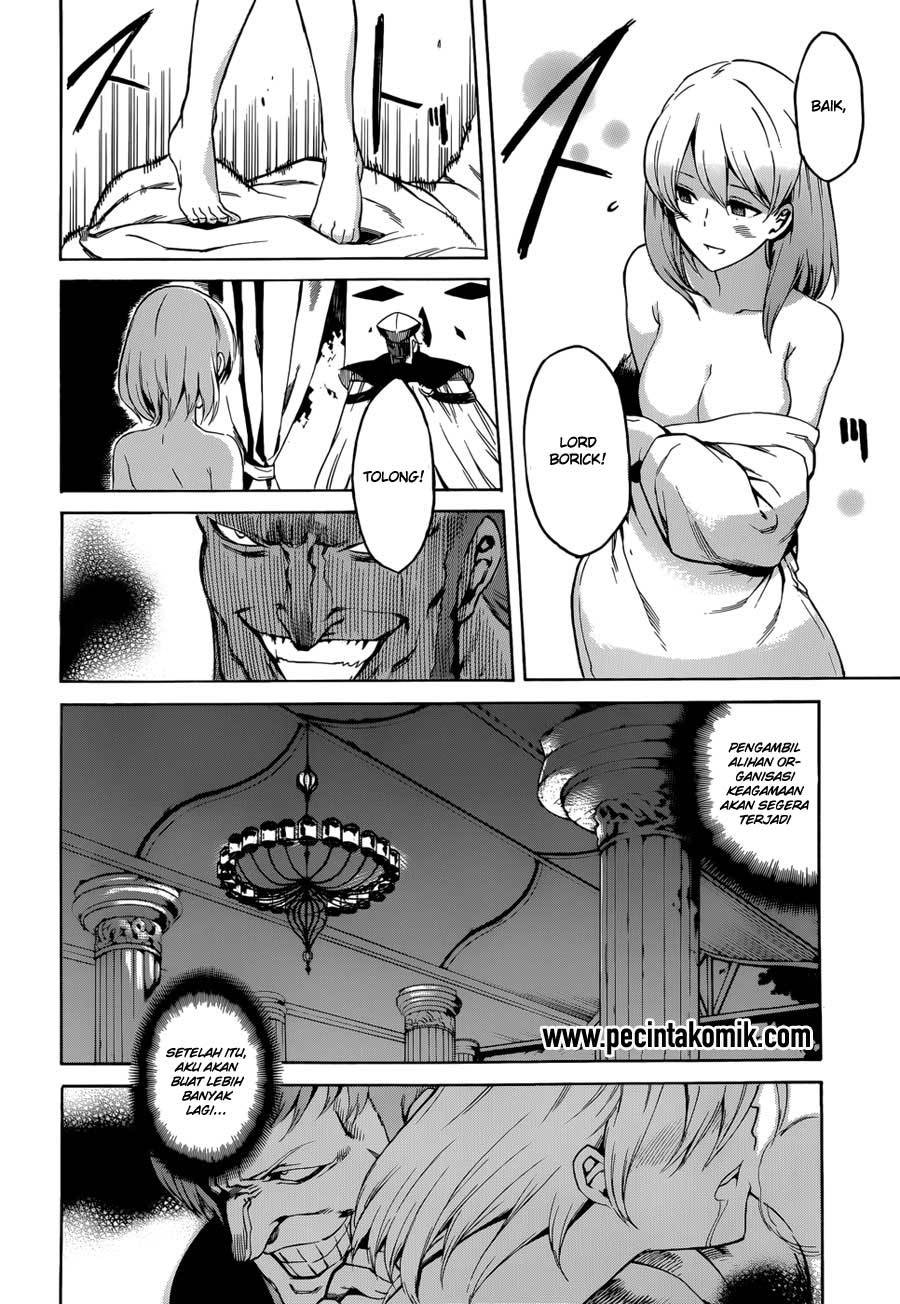 BAIK,
LORD
BORICK!
TOLONG!
PENGAMBIL
ALIHAN OR-
GANISASI
KEAGAMAAN
AKAN SEGERA
TERJADI
www.pecintakomik.com
SETELAH ITU,
AKU AKAN
BUAT LEBIH
BANYAK
LAGI...